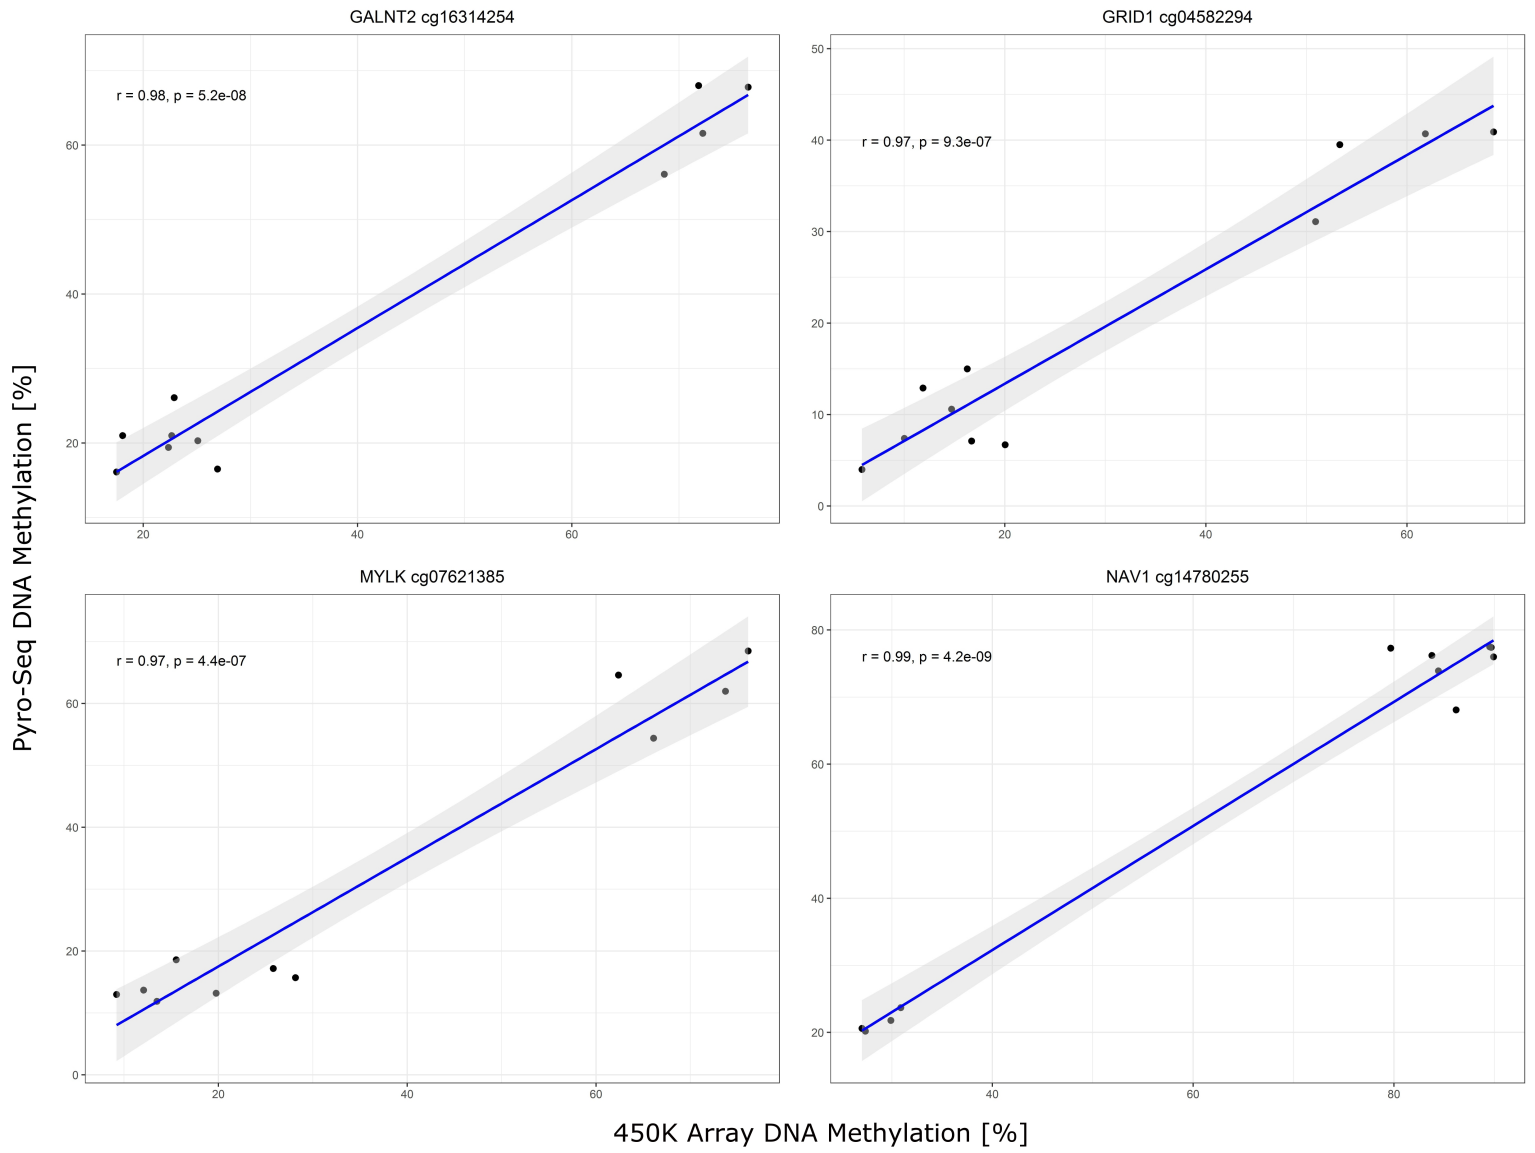 GALNT2 cg16314254
r = 0.98, p = 5.2e-08
60
40
20
20 40 60
GRID1 cg04582294
r = 0.97, p = 9.3e-07
50
40
30
20
10
0
20 40 60
MYLK cg07621385
r = 0.97, p = 4.4e-07
60
40
20
0
20 40 60
NAV1 cg14780255
r = 0.99, p = 4.2e-09
80
60
40
20
40 60 80
Pyro-Seq DNA Methylation [%]
450K Array DNA Methylation [%]